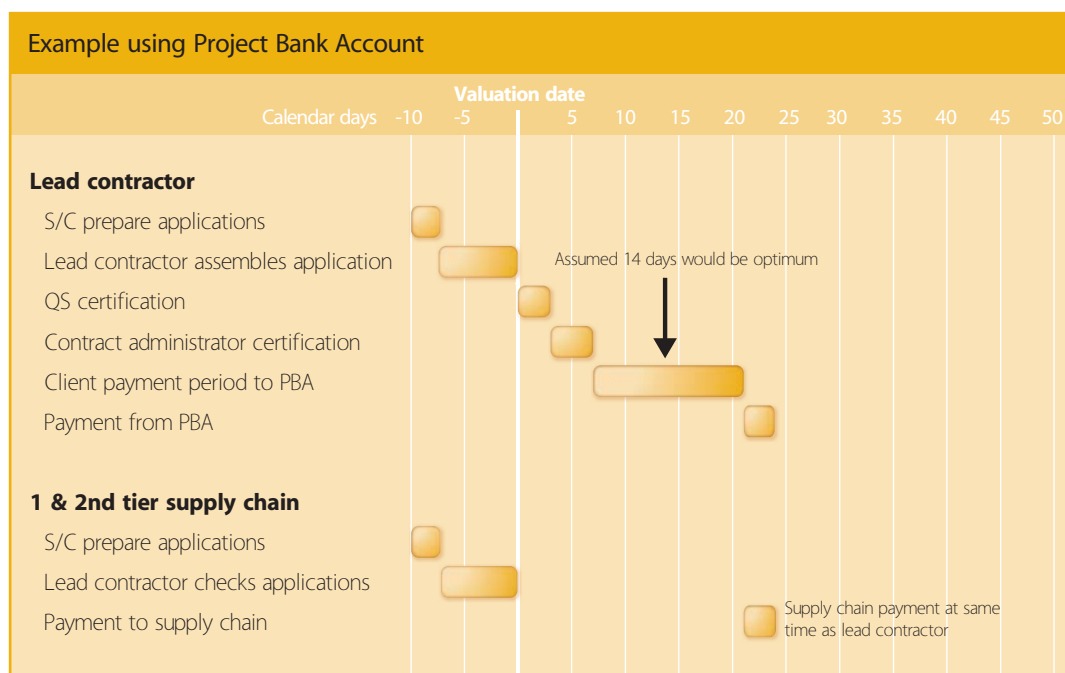 Example using Project Bank Account
Valuation date
Calendar days -10 -5 5 10 15 20 25 30 35 40 45 50
Lead contractor
S/C prepare applications
Lead contractor assembles application
Assumed 14 days would be optimum
QS certification
Contract administrator certification
Client payment period to PBA
Payment from PBA
1 & 2nd tier supply chain
S/C prepare applications
Lead contractor checks applications
Payment to supply chain
Supply chain payment at same
time as lead contractor